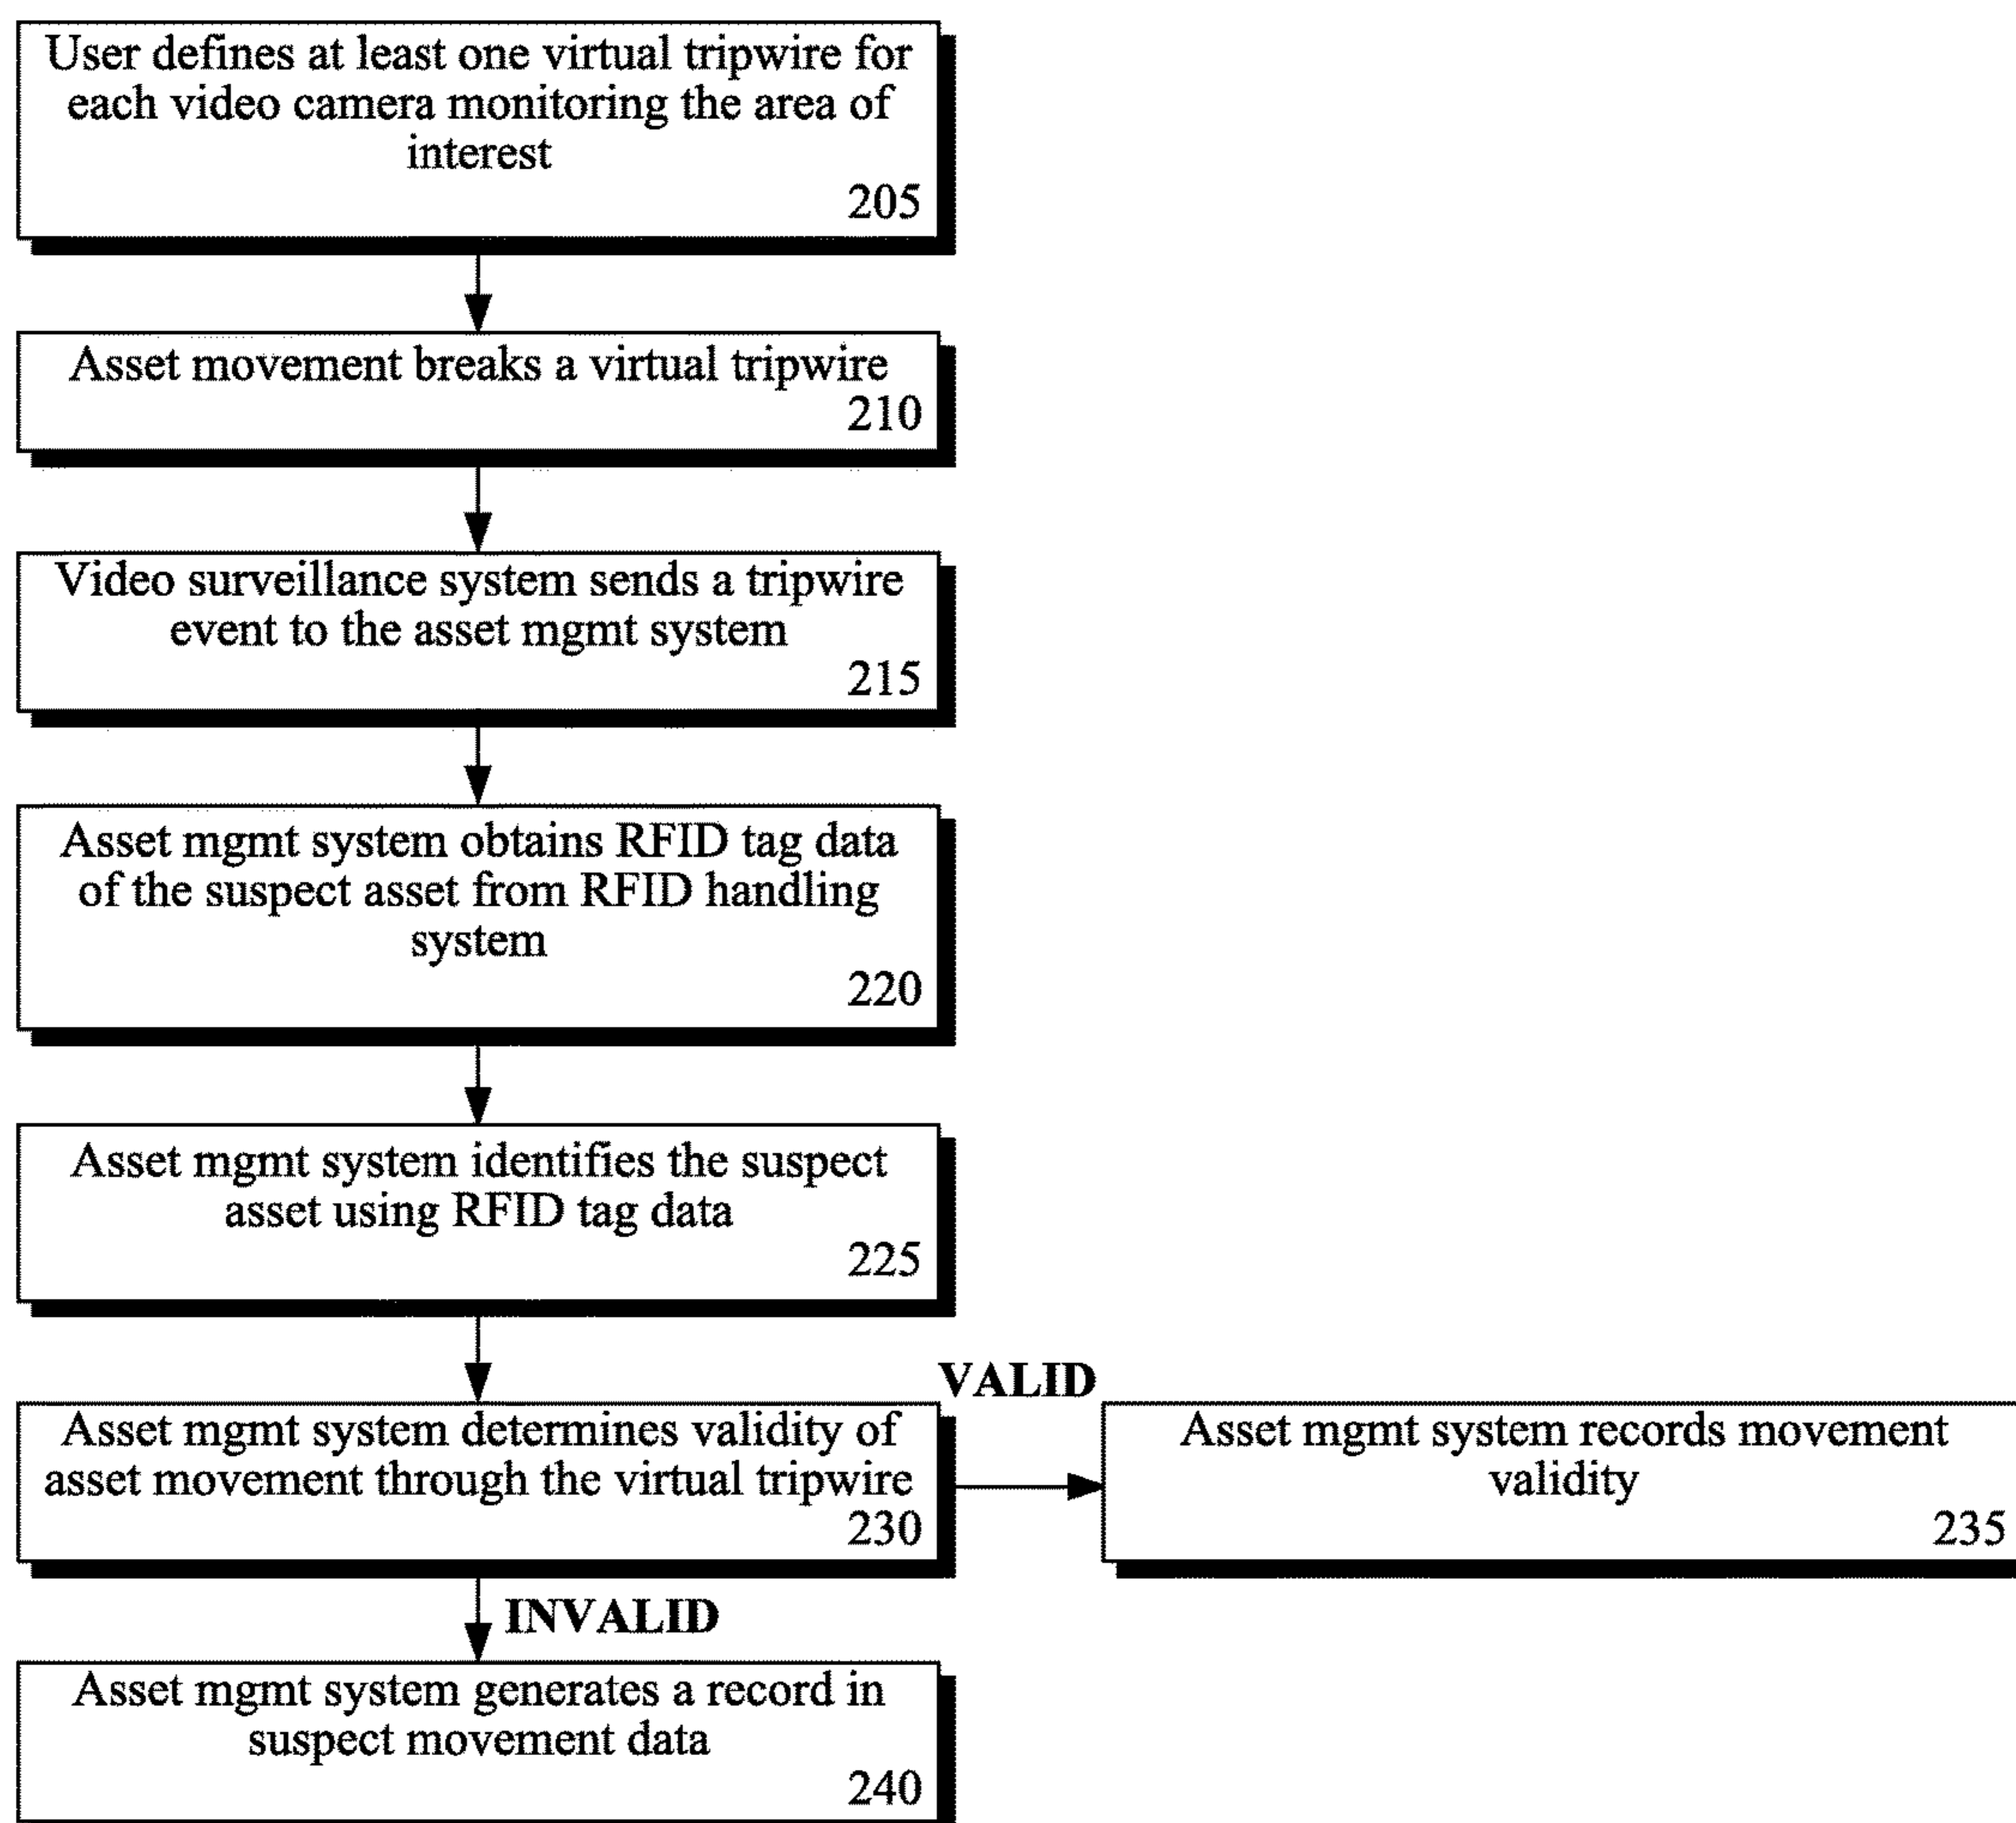 User defines at least one virtual tripwire for
each video camera monitoring the area of
interest
205
Asset movement breaks a virtual tripwire
210
Video surveillance system sends a tripwire
event to the asset mgmt system
215
Asset mgmt system obtains RFID tag data
of the suspect asset from RFID handling
system
220
Asset mgmt system identifies the suspect
asset using RFID tag data
225
Asset mgmt system determines validity of
asset movement through the virtual tripwire
230
VALID
Asset mgmt system records movement
validity
235
INVALID
Asset mgmt system generates a record in
suspect movement data
240